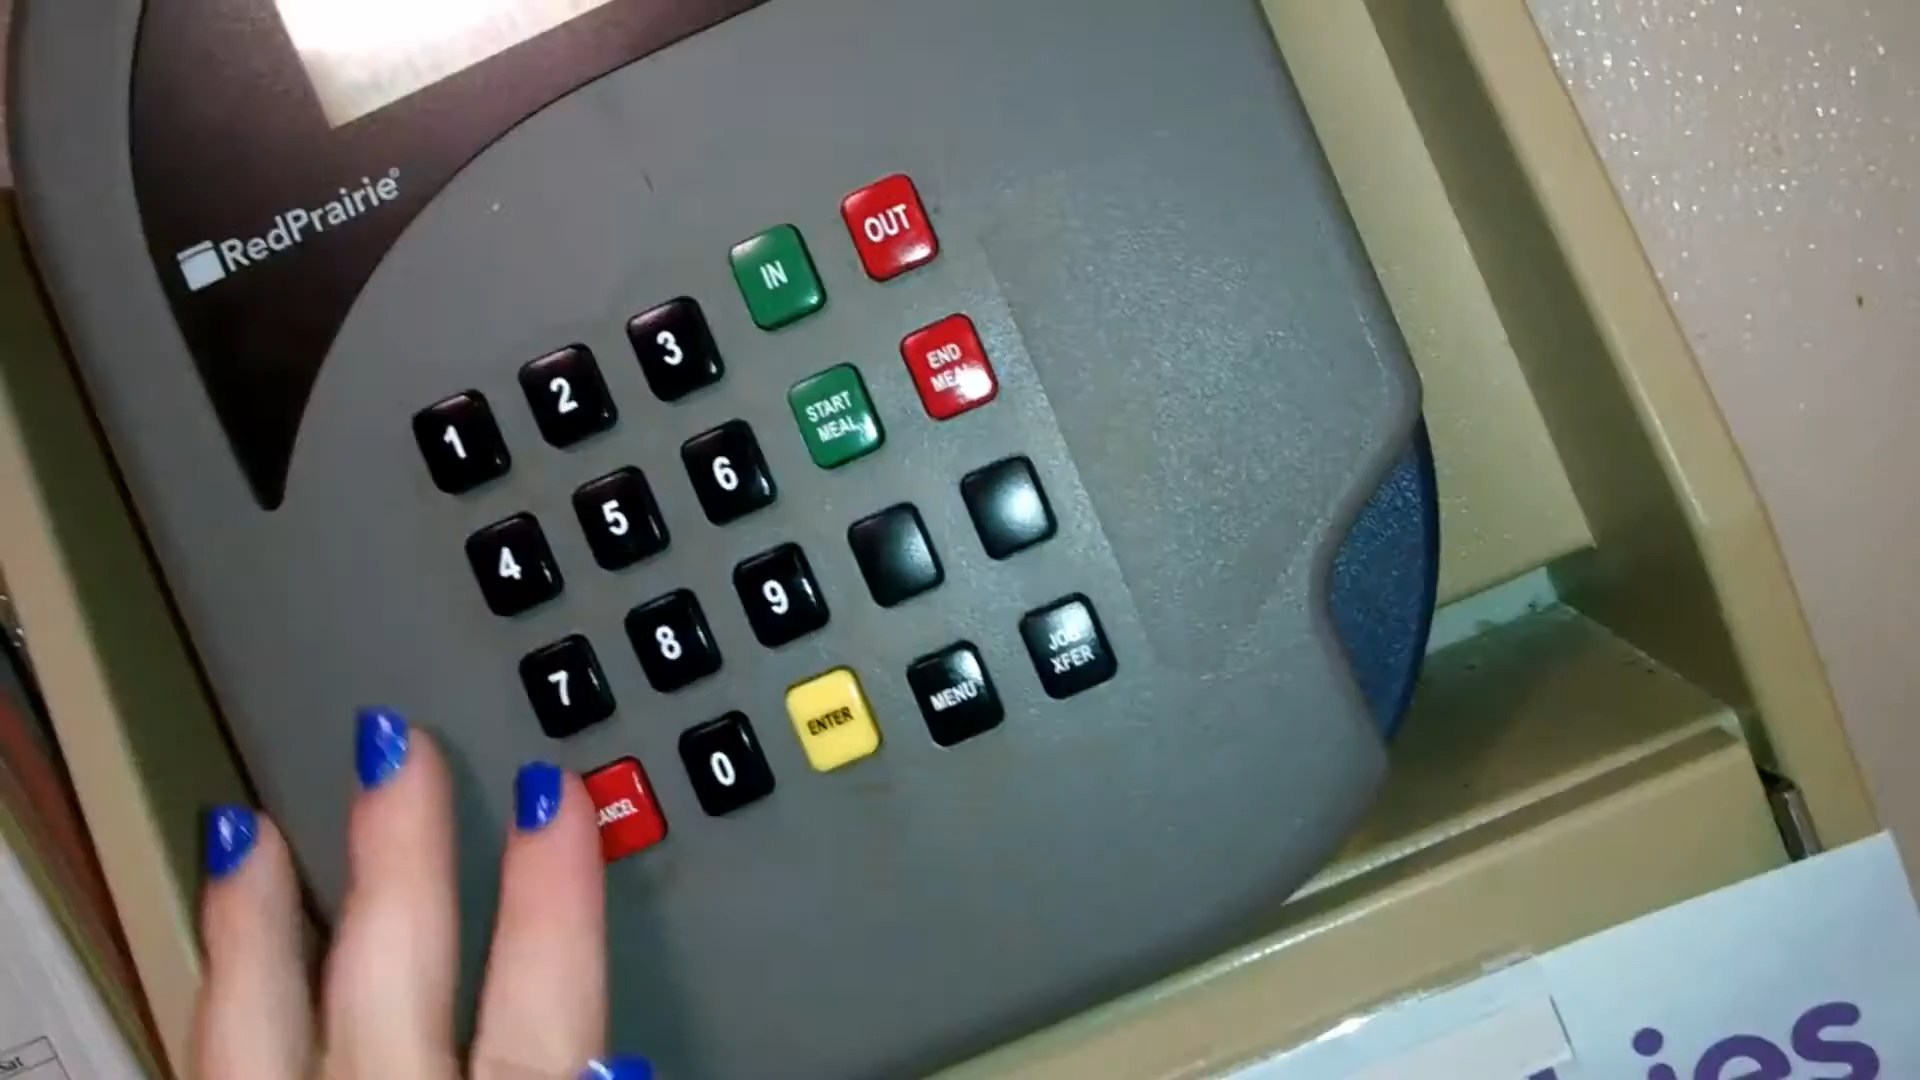 RedPrairie®
IN
OUT
1
2
3
START
MEAL
END
MEAL
4
5
6
7
8
9
CANCEL
0
ENTER
MENU
JOB
XFER
ies